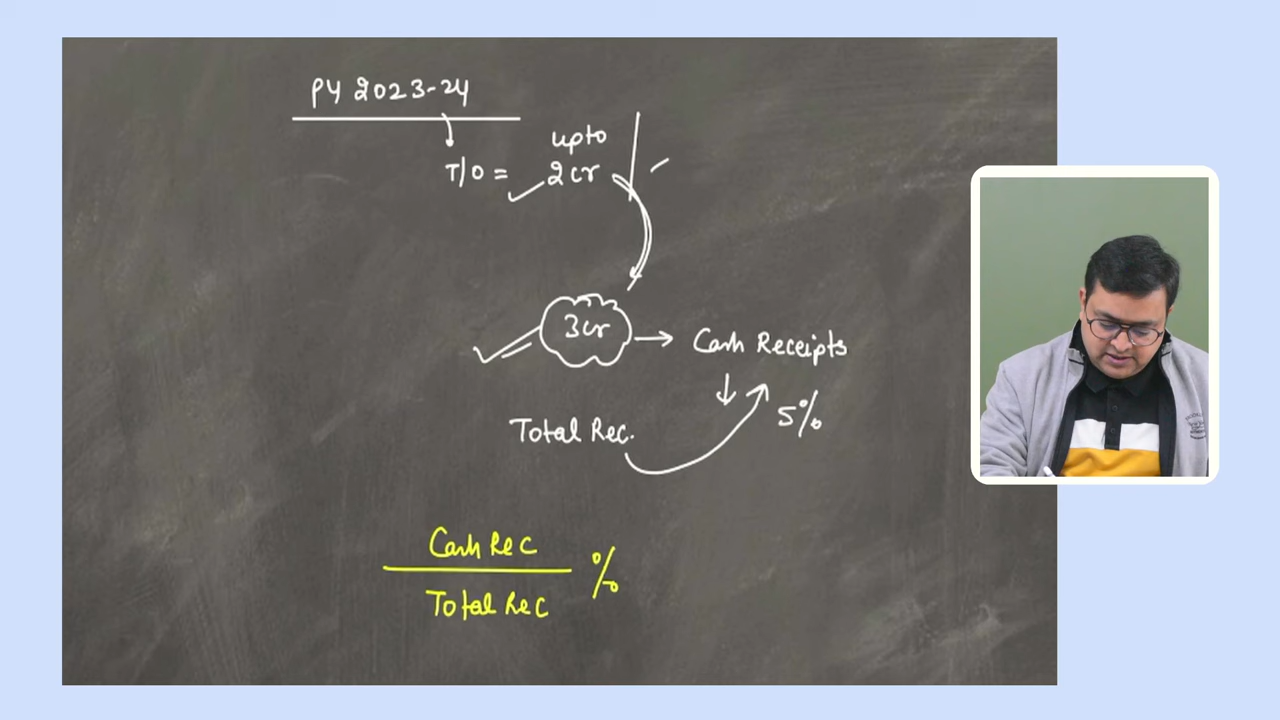 PY 2023-24
upto
T/O = 2cr
3cr → Cash Receipts
5%
Total Rec.
Cash Rec
%
Total Rec